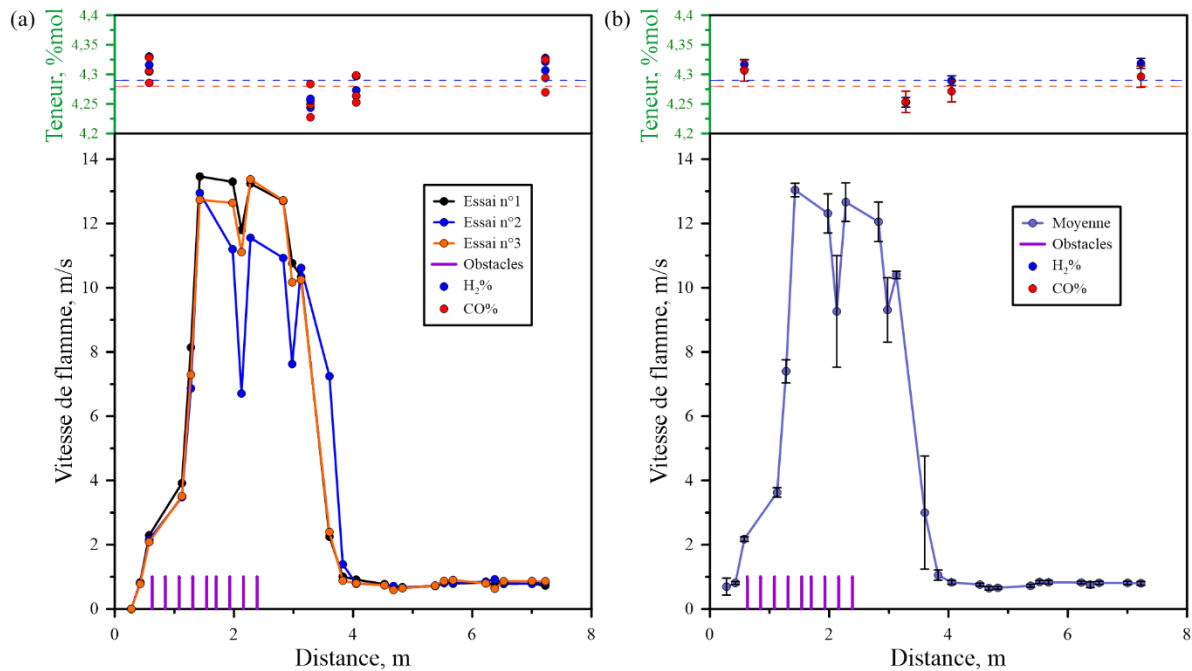 (a)
Teneur, %mol
4,4
4,35
4,3
4,25
4,2
Vitesse de flamme, m/s
14
12
10
8
6
4
2
0
Essai n°1
Essai n°2
Essai n°3
Obstacles
H₂%
CO%
0 2 4 6 8
Distance, m
(b)
Teneur, %mol
4,4
4,35
4,3
4,25
4,2
Vitesse de flamme, m/s
14
12
10
8
6
4
2
0
Moyenne
Obstacles
H₂%
CO%
0 2 4 6 8
Distance, m